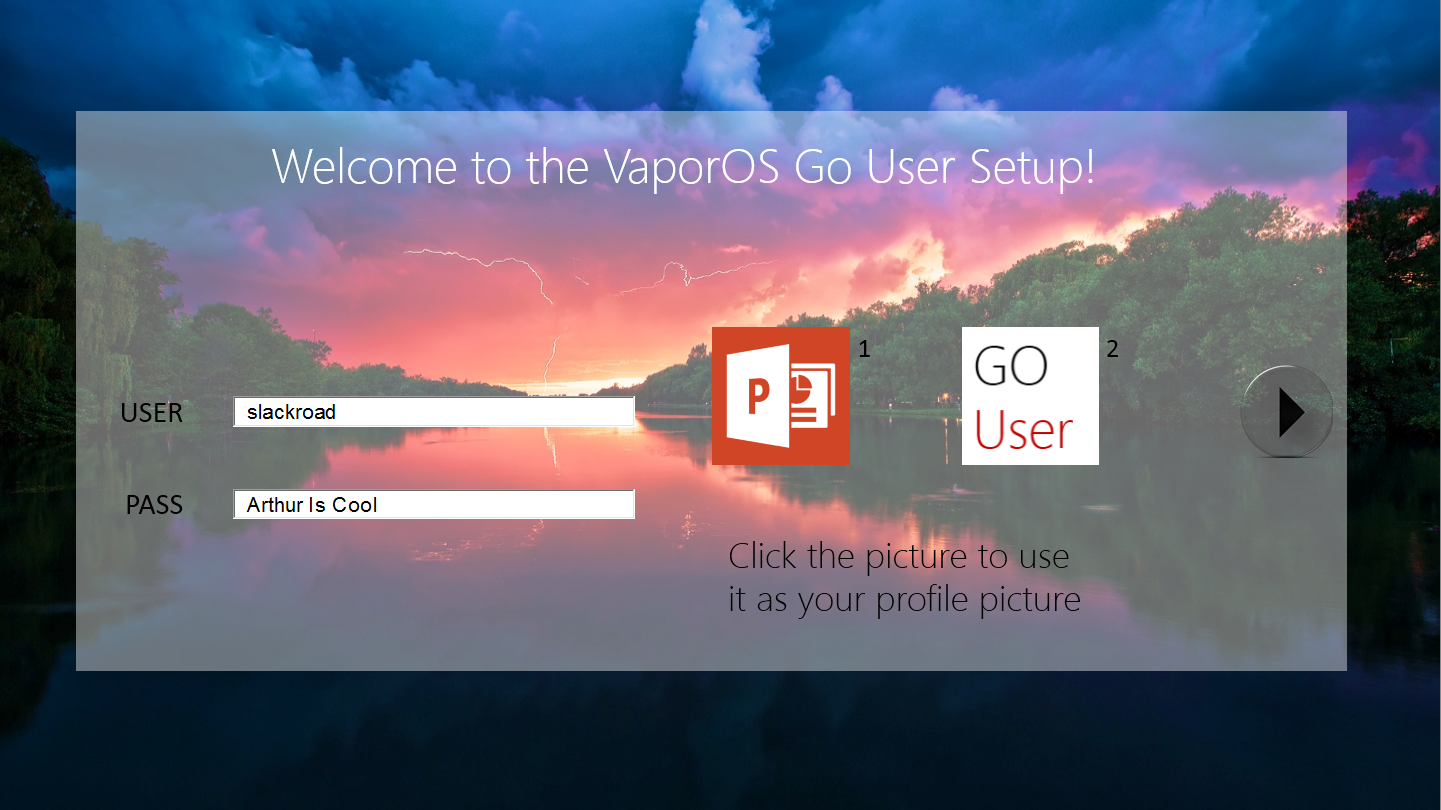 Welcome to the VaporOS Go User Setup!
USER slackroad
PASS Arthur Is Cool
P 1
GO 2
User
Click the picture to use
it as your profile picture